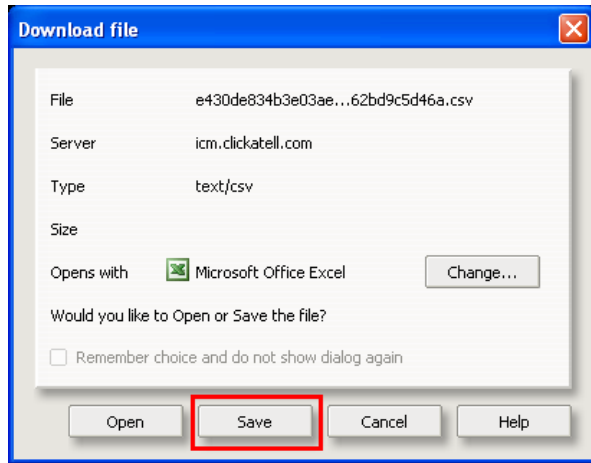 Download file
File e430de834b3e03ae...62bd9c5d46a.csv
Server icm.clickatell.com
Type text/csv
Size
Opens with Microsoft Office Excel Change...
Would you like to Open or Save the file?
Remember choice and do not show dialog again
Open Save Cancel Help